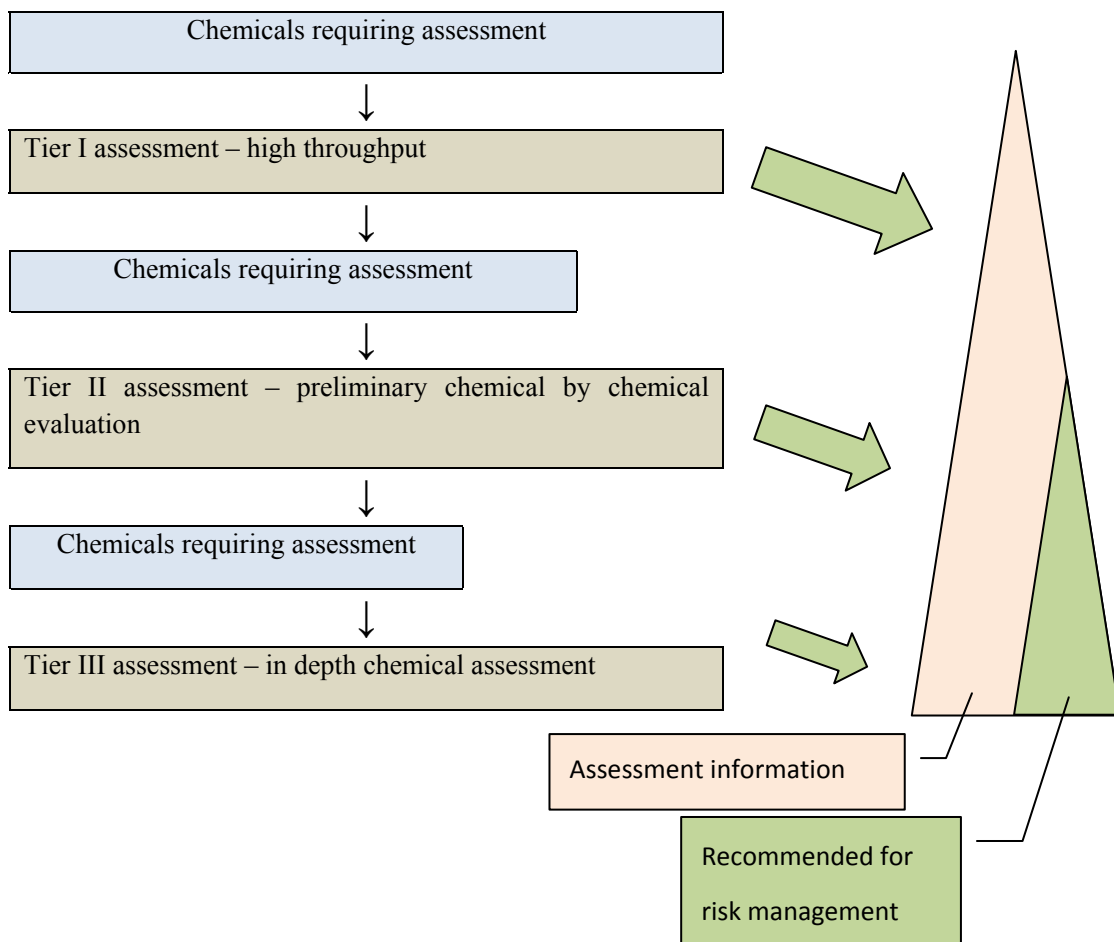 Chemicals requiring assessment
↓
Tier I assessment – high throughput
↓
Chemicals requiring assessment
↓
Tier II assessment – preliminary chemical by chemical
evaluation
↓
Chemicals requiring assessment
↓
Tier III assessment – in depth chemical assessment
Assessment information
Recommended for
risk management